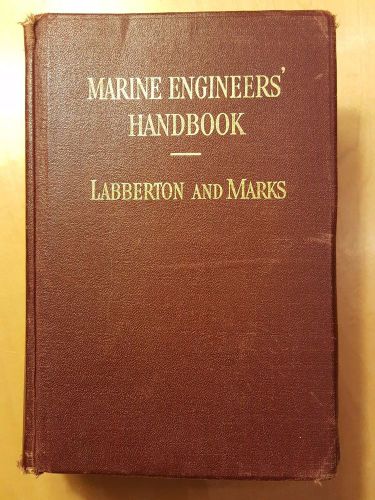 MARINE ENGINEERS'
HANDBOOK
LABBERTON AND MARKS